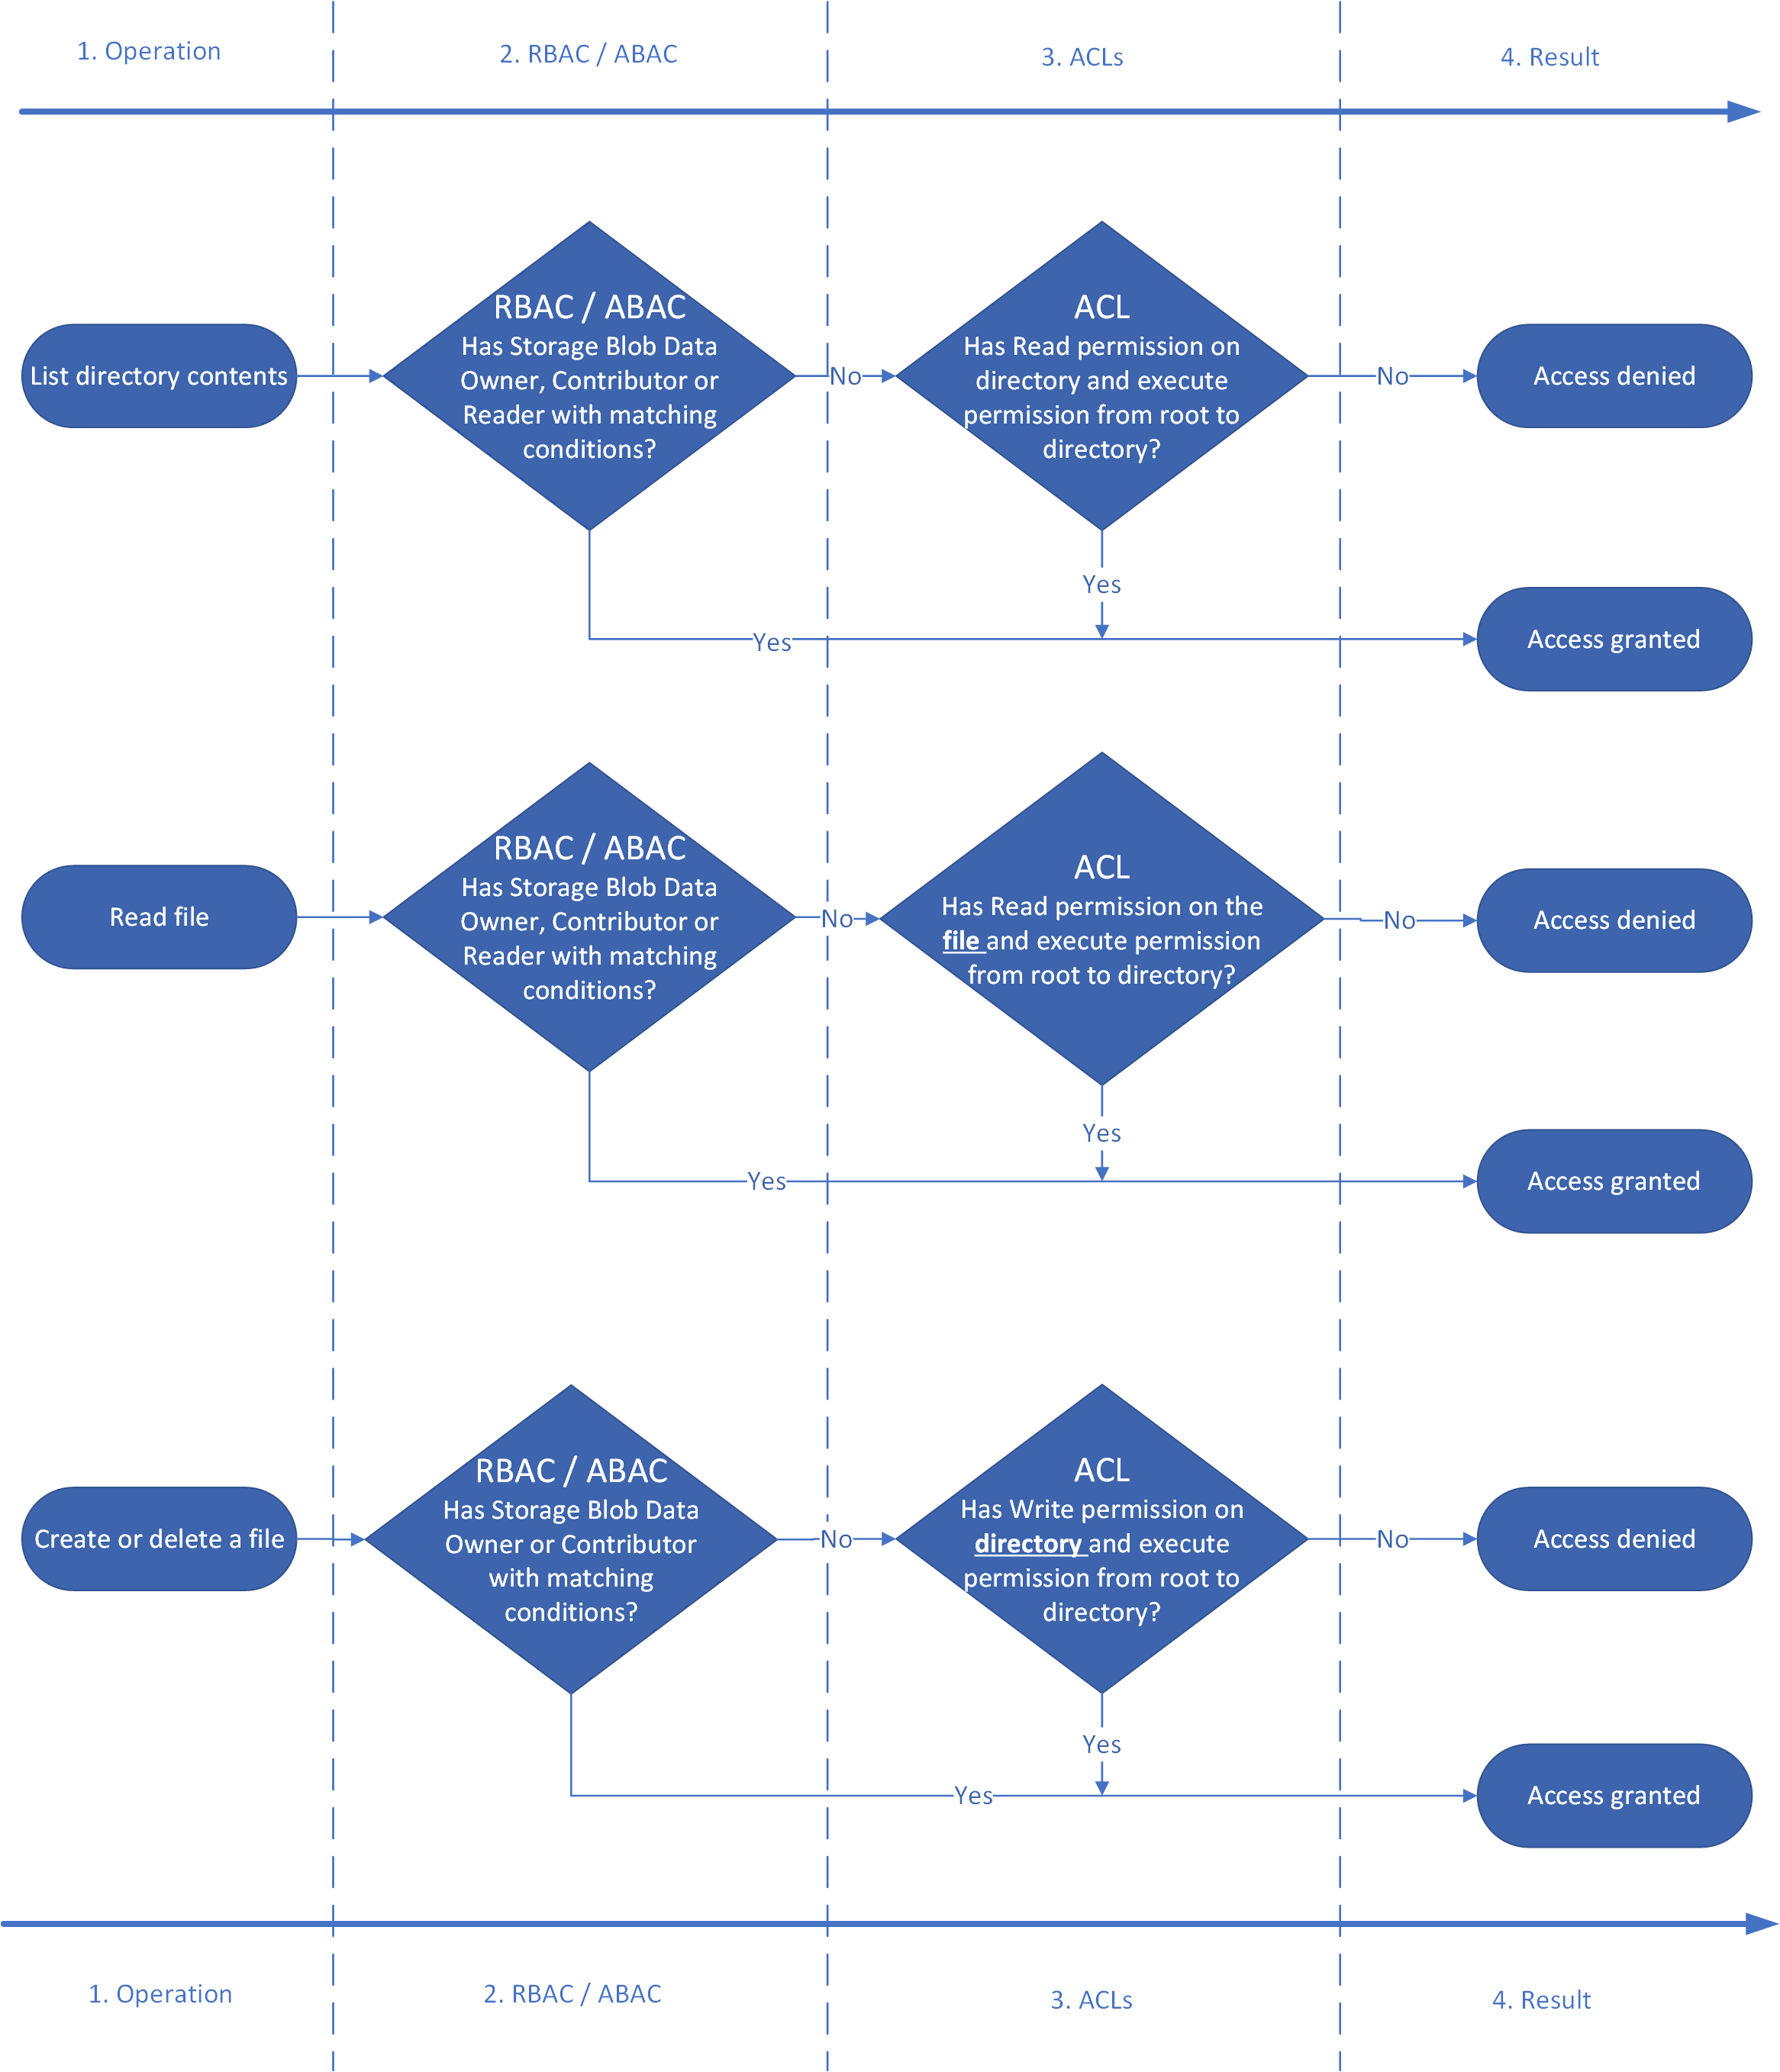 1. Operation
2. RBAC / ABAC
3. ACLs
4. Result
List directory contents
RBAC / ABAC
Has Storage Blob Data
Owner, Contributor or
Reader with matching
conditions?
No
ACL
Has Read permission on
directory and execute
permission from root to
directory?
No
Access denied
Yes
Yes
Access granted
Read file
RBAC / ABAC
Has Storage Blob Data
Owner, Contributor or
Reader with matching
conditions?
No
ACL
Has Read permission on the
file and execute permission
from root to directory?
No
Access denied
Yes
Yes
Access granted
Create or delete a file
RBAC / ABAC
Has Storage Blob Data
Owner or Contributor
with matching
conditions?
No
ACL
Has Write permission on
directory and execute
permission from root to
directory?
No
Access denied
Yes
Yes
Access granted
1. Operation
2. RBAC / ABAC
3. ACLs
4. Result